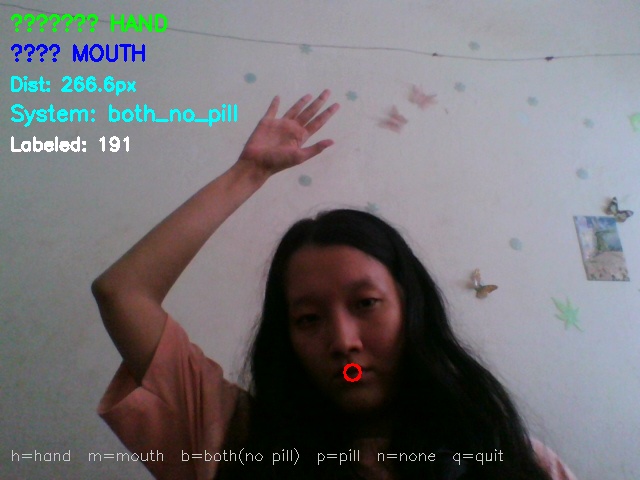 ??????? HAND
???? MOUTH
Dist: 266.6px
System: both_no_pill
Labeled: 191
h=hand m=mouth b=both(no pill) p=pill n=none q=quit